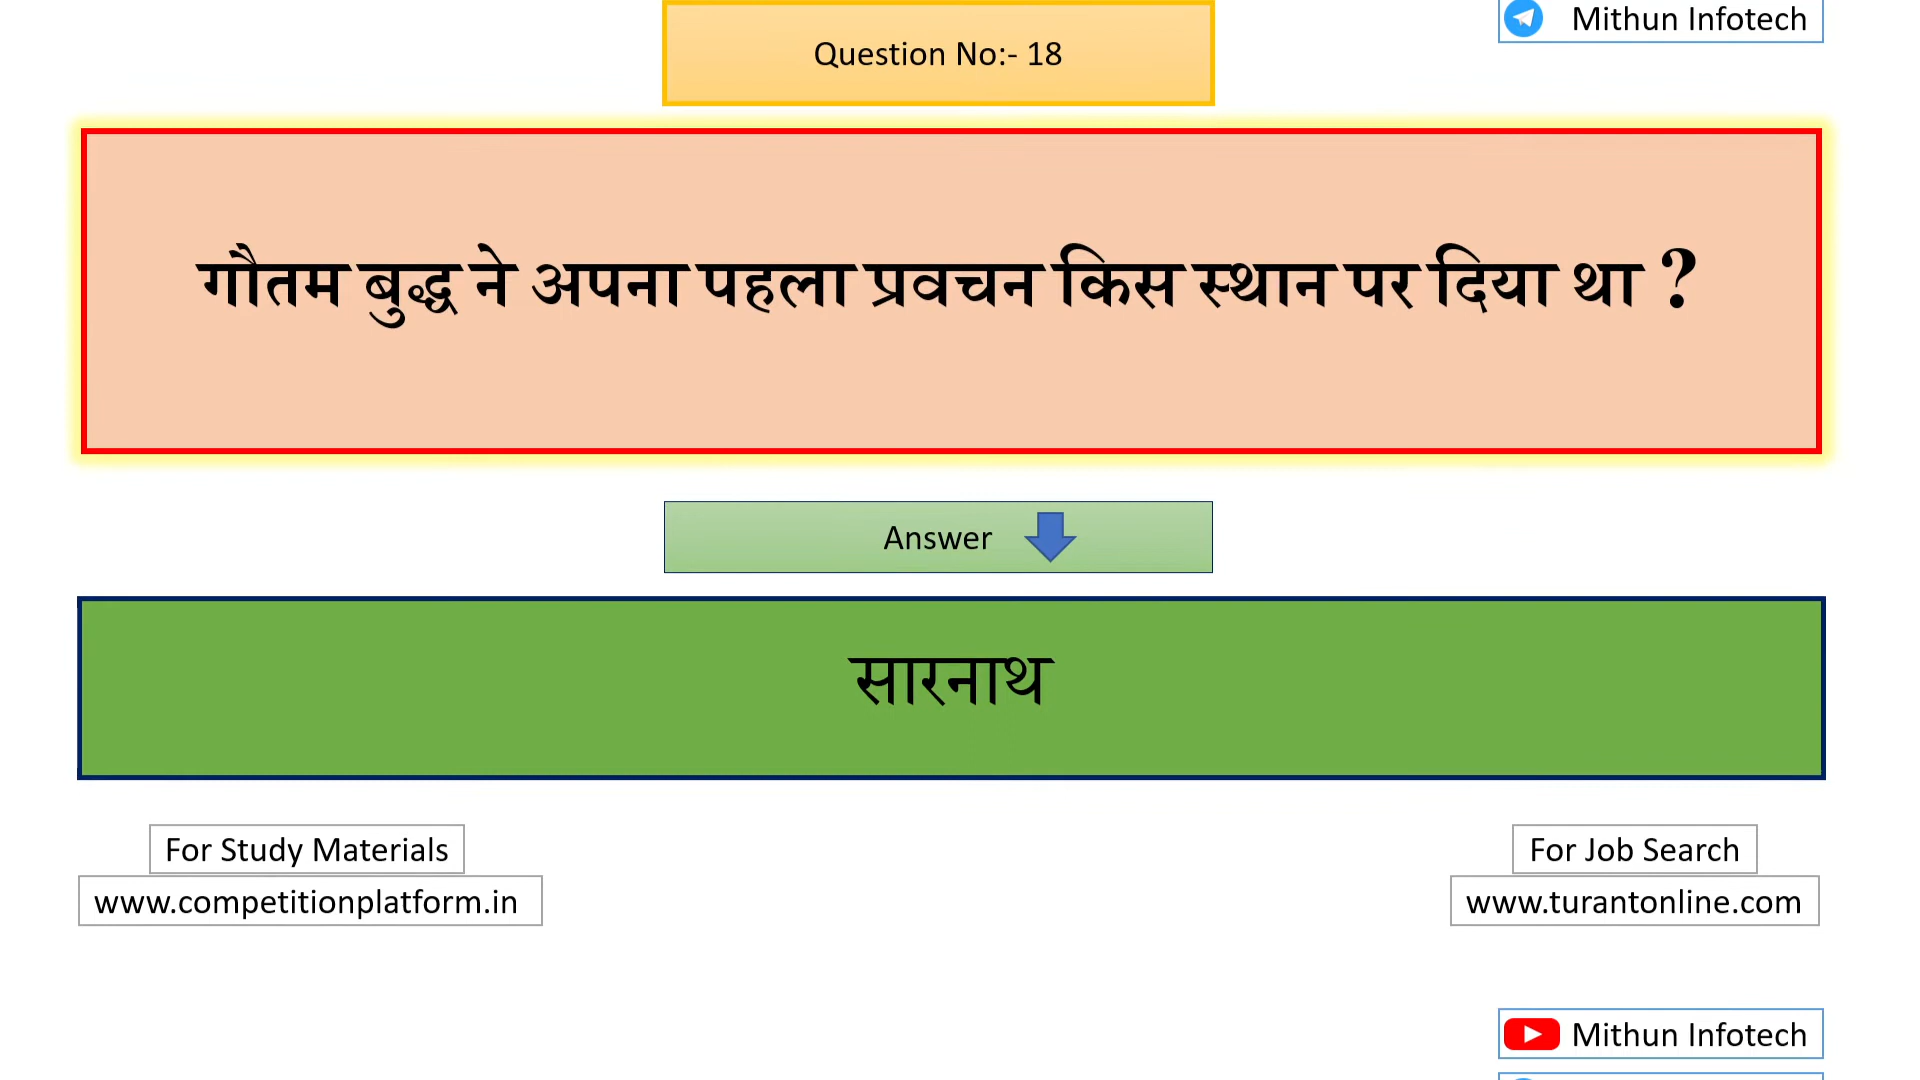 Mithun Infotech
Question No:- 18
गौतम बुद्ध ने अपना पहला प्रवचन किस स्थान पर दिया था ?
Answer
सारनाथ
For Study Materials
www.competitionplatform.in
For Job Search
www.turantonline.com
Mithun Infotech